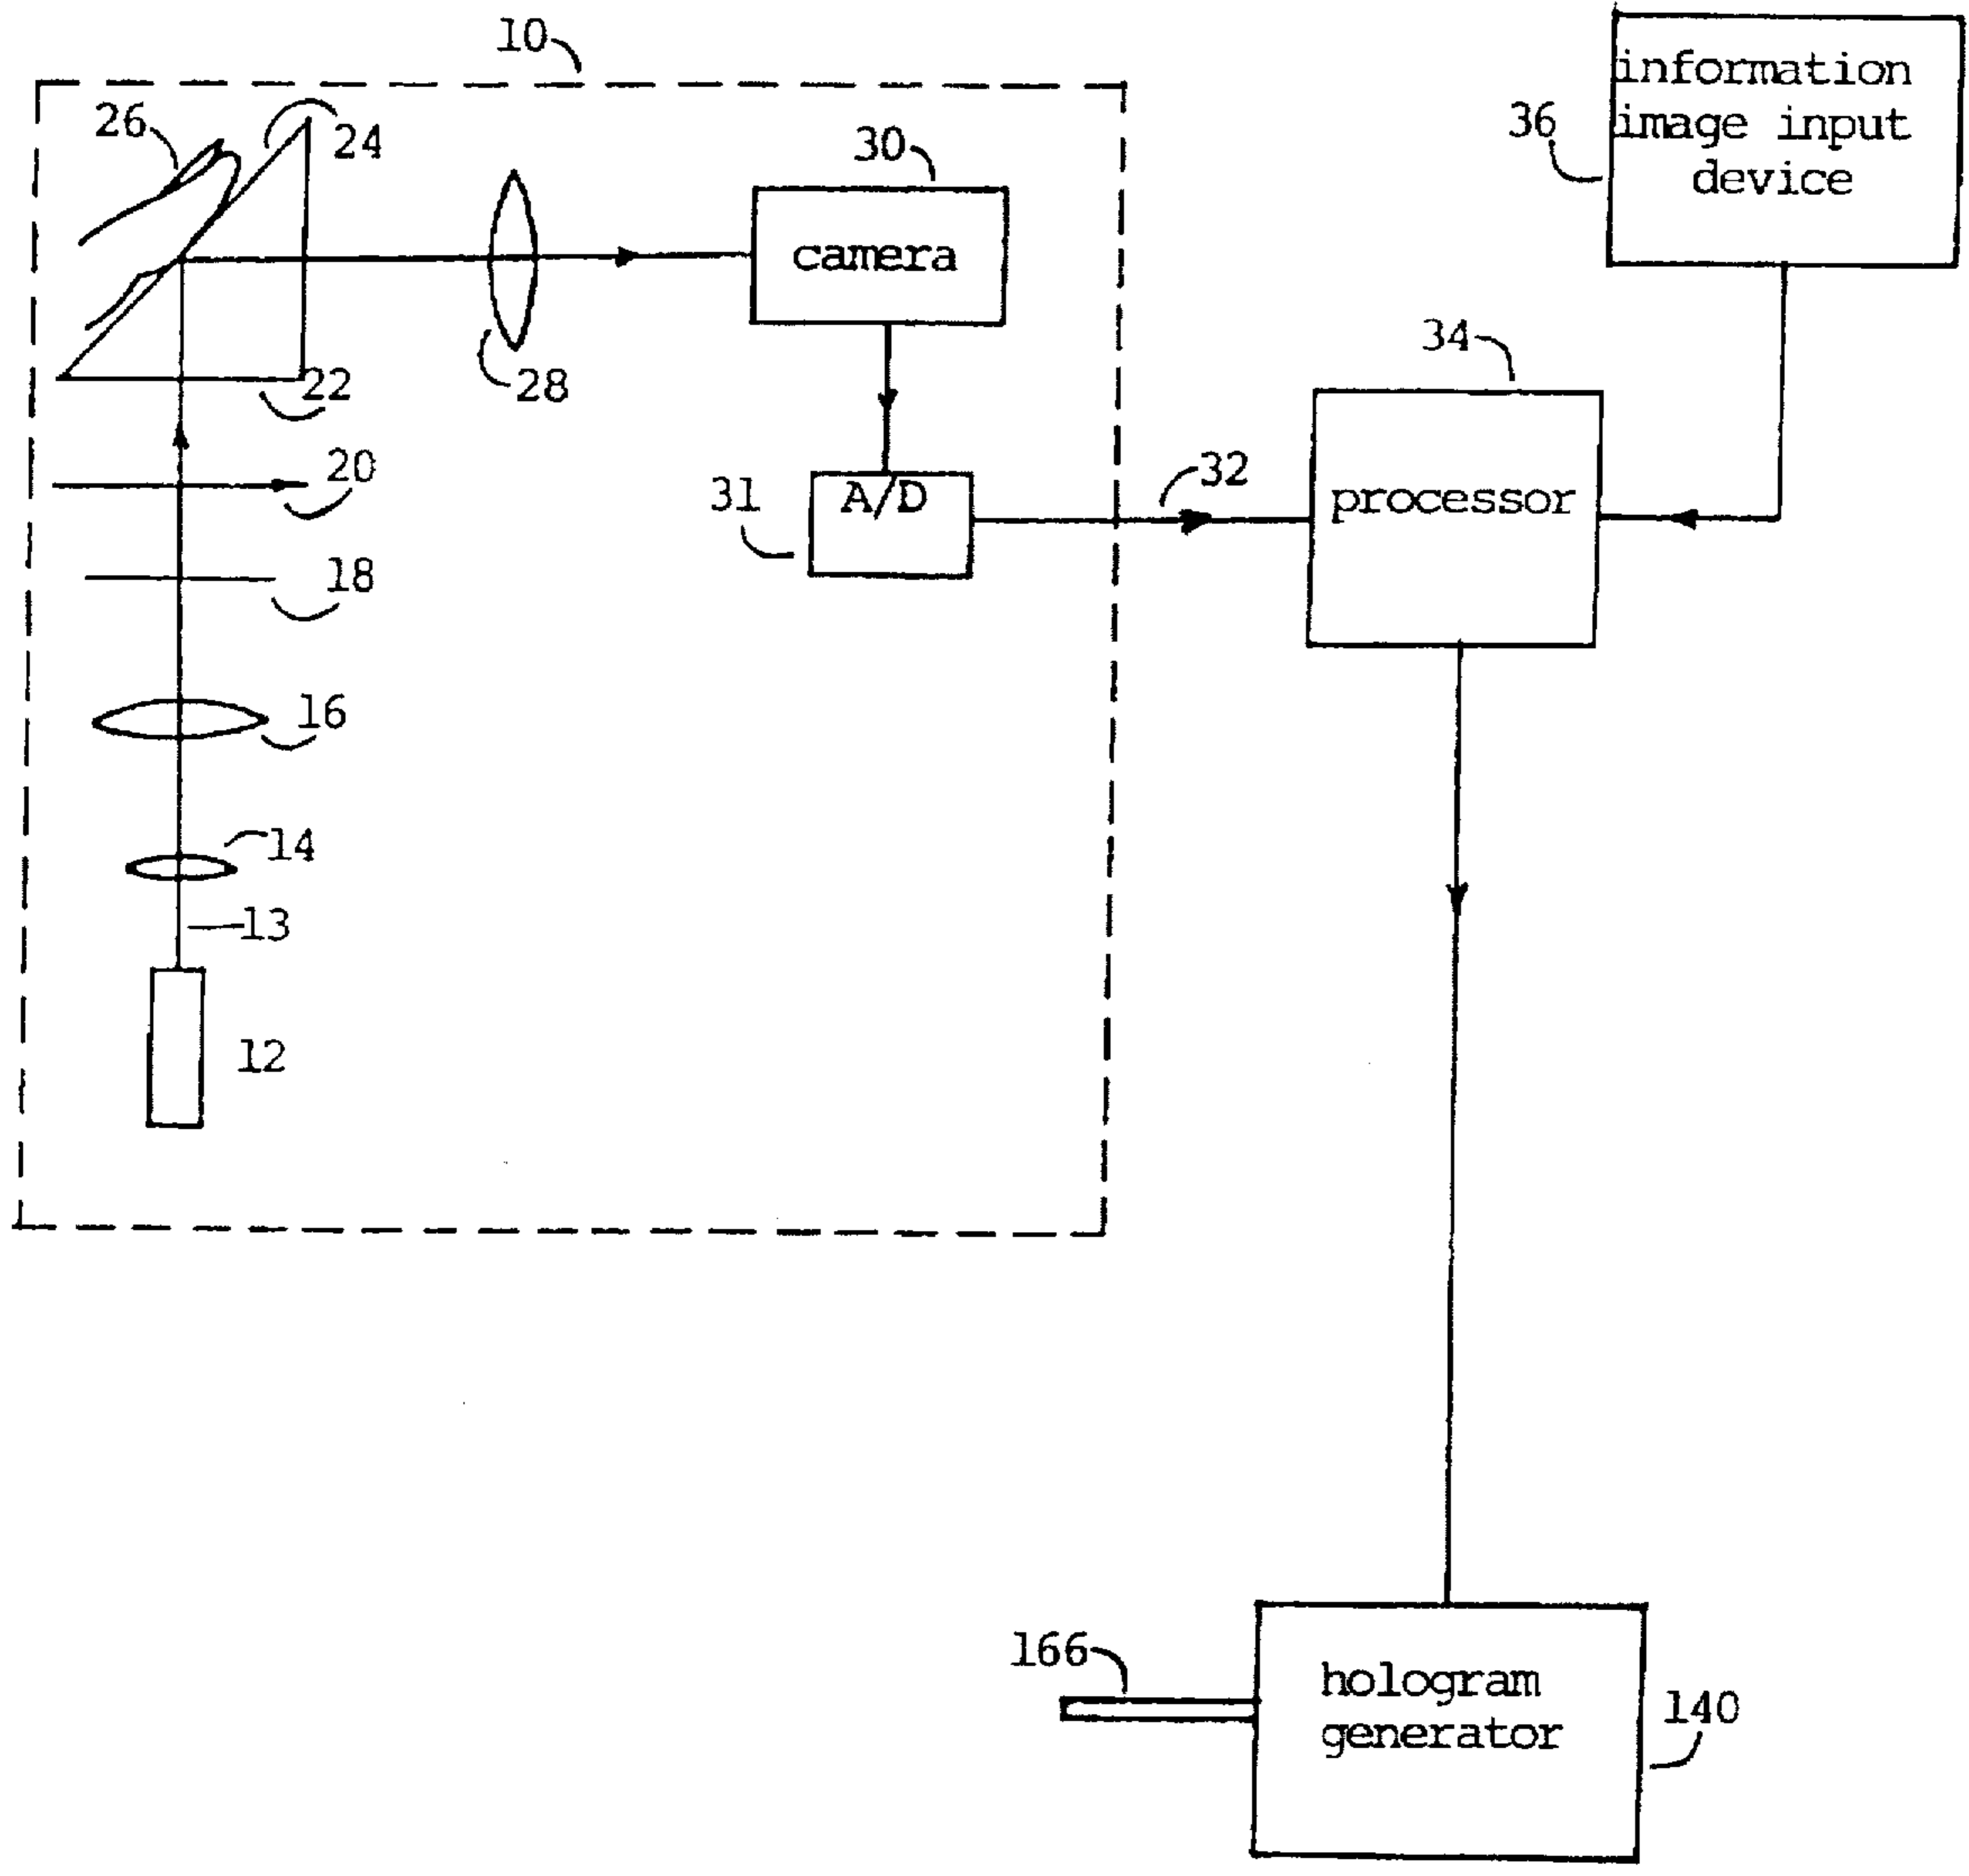 10
information
image input
device
36
26
24
30
camera
34
28
22
20
32
processor
31
A/D
18
16
14
13
12
166
hologram
generator
140